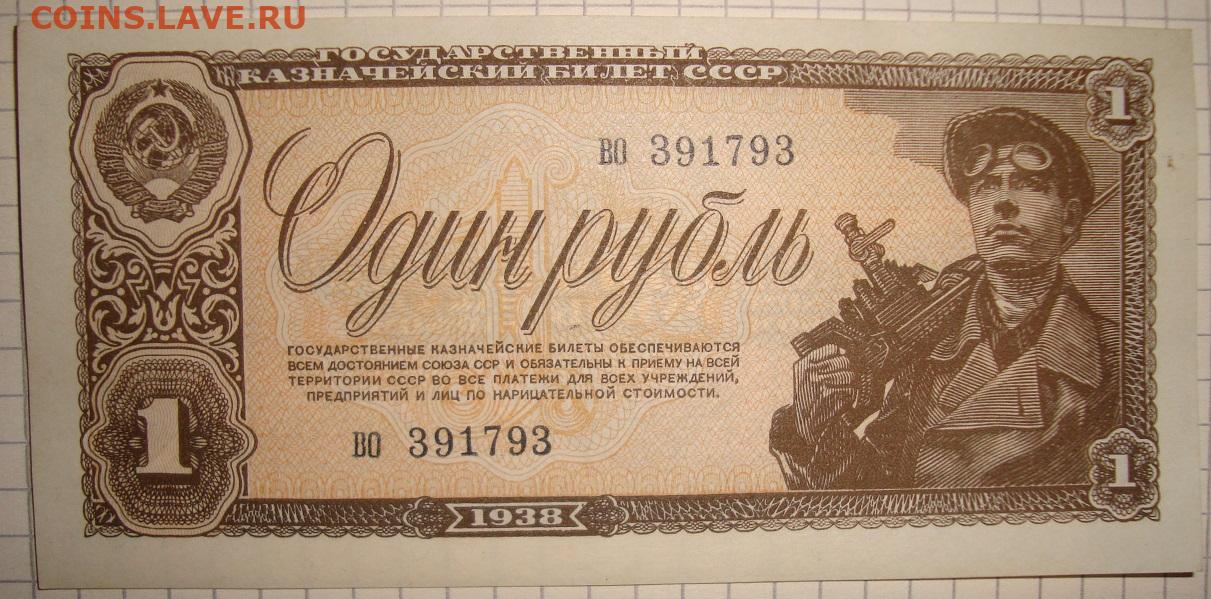 COINS.LAVE.RU
ГОСУДАРСТВЕННЫЙ
КАЗНАЧЕЙСКИЙ БИЛЕТ СССР
1
ВО 391793
Один рубль
ГОСУДАРСТВЕННЫЕ КАЗНАЧЕЙСКИЕ БИЛЕТЫ ОБЕСПЕЧИВАЮТСЯ
ВСЕМ ДОСТОЯНИЕМ СОЮЗА ССР И ОБЯЗАТЕЛЬНЫ К ПРИЕМУ НА ВСЕЙ
ТЕРРИТОРИИ СССР ВО ВСЕ ПЛАТЕЖИ ДЛЯ ВСЕХ УЧРЕЖДЕНИЙ,
ПРЕДПРИЯТИЙ И ЛИЦ ПО НАРИЦАТЕЛЬНОЙ СТОИМОСТИ.
1
ВО 391793
1
1938